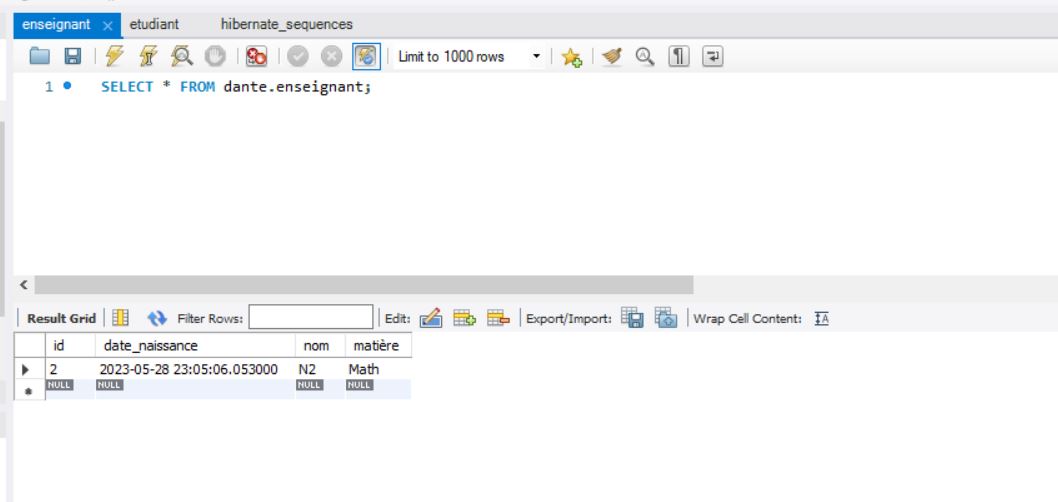 enseignant × etudiant hibernate_sequences
Limit to 1000 rows
1 SELECT * FROM dante.enseignant;
Result Grid Filter Rows: Edit: Export/Import: Wrap Cell Content:
id date_naissance nom matière
2 2023-05-28 23:05:06.053000 N2 Math
NULL NULL NULL NULL